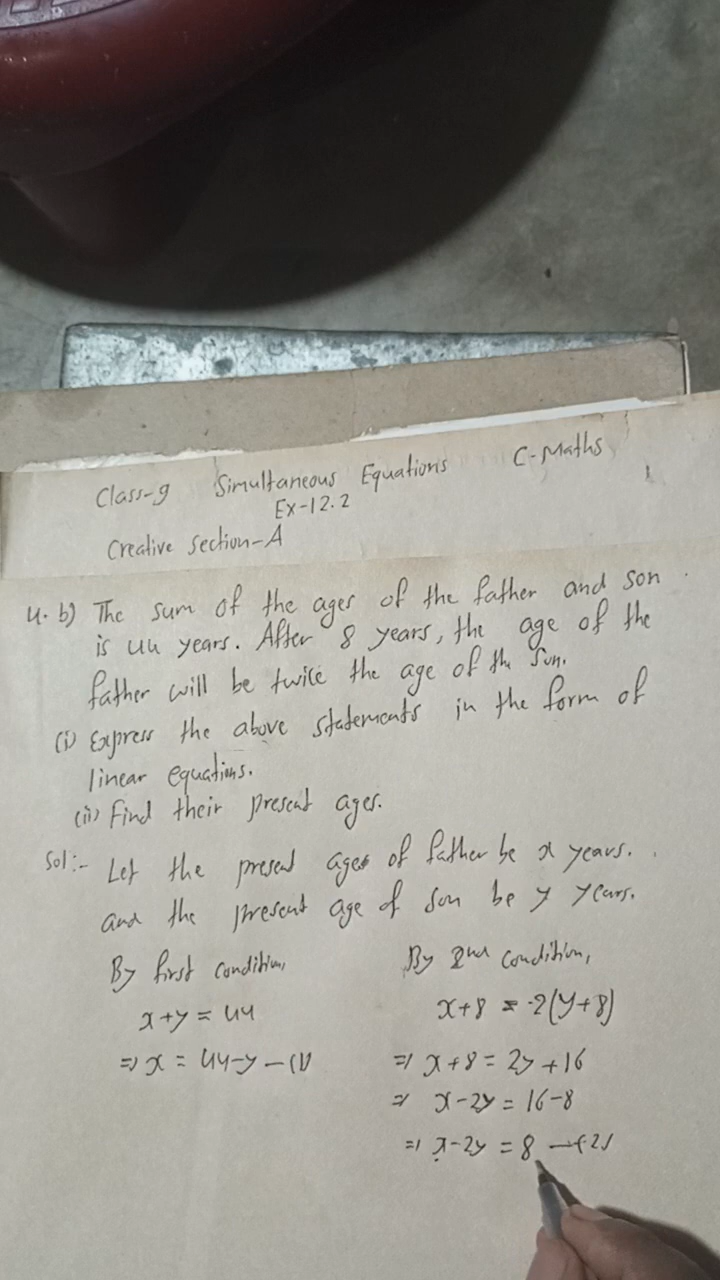 Class-9 Simultaneous Equations C-Maths
Ex-12.2
Creative section-A
4. b) The sum of the ages of the father and son
is 44 years. After 8 years, the age of the
father will be twice the age of the son.
(i) Express the above statements in the form of
linear equations.
(ii) Find their present ages.
Sol:- Let the present ages of father be x years.
and the present age of son be y years.
By first condition,
x+y = 44
=> x = 44-y -(1)
By 2nd condition,
x+8 = 2(y+8)
=> x+8 = 2y+16
=> x-2y = 16-8
=> x-2y = 8 -(2)